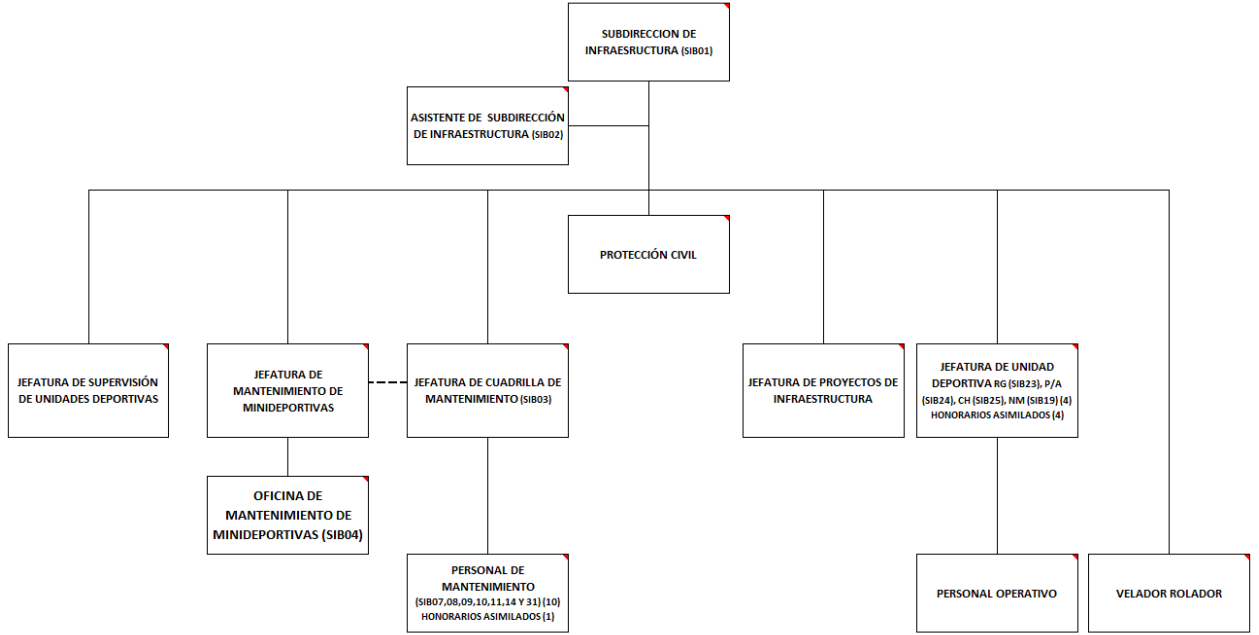 SUBDIRECCION DE
INFRAESRUCTURA (SIB01)
ASISTENTE DE SUBDIRECCIÓN
DE INFRAESTRUCTURA (SIB02)
PROTECCIÓN CIVIL
JEFATURA DE SUPERVISIÓN
DE UNIDADES DEPORTIVAS
JEFATURA DE
MANTENIMIENTO DE
MINIDEPORTIVAS
JEFATURA DE CUADRILLA DE
MANTENIMIENTO (SIB03)
JEFATURA DE PROYECTOS DE
INFRAESTRUCTURA
JEFATURA DE UNIDAD
DEPORTIVA RG (SIB23), P/A
(SIB24), CH (SIB25), NM (SIB19) (4)
HONORARIOS ASIMILADOS (4)
OFICINA DE
MANTENIMIENTO DE
MINIDEPORTIVAS (SIB04)
PERSONAL DE
MANTENIMIENTO
(SIB07,08,09,10,11,14 Y 31) (10)
HONORARIOS ASIMILADOS (1)
PERSONAL OPERATIVO
VELADOR ROLADOR